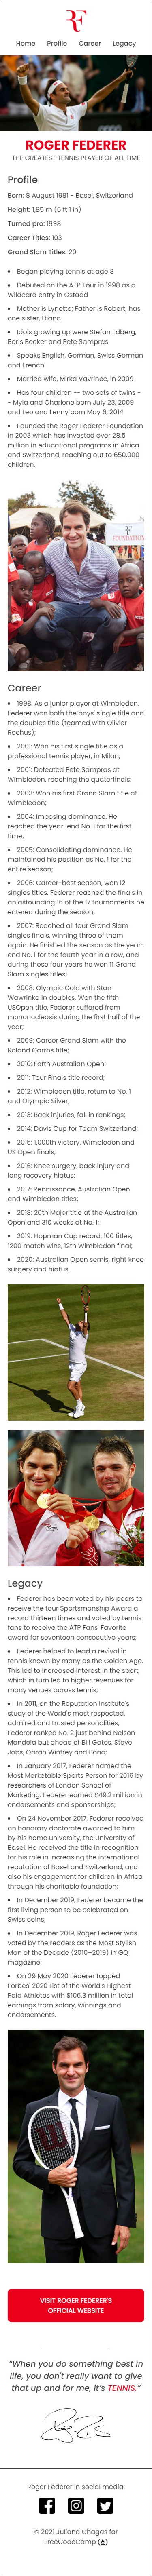 Home Profile Career Legacy
ROGER FEDERER
THE GREATEST TENNIS PLAYER OF ALL TIME
Profile
Born: 8 August 1981 - Basel, Switzerland
Height: 1,85 m (6 ft 1 in)
Turned pro: 1998
Career Titles: 103
Grand Slam Titles: 20
• Began playing tennis at age 8
• Debuted on the ATP Tour in 1998 as a
Wildcard entry in Gstaad
• Mother is Lynette; Father is Robert; has
one sister, Diana
• Idols growing up were Stefan Edberg,
Boris Becker and Pete Sampras
• Speaks English, German, Swiss German
and French
• Married wife, Mirka Vavrinec, in 2009
• Has four children -- two sets of twins -
- Myla and Charlene born July 23, 2009
and Leo and Lenny born May 6, 2014
• Founded the Roger Federer Foundation
in 2003 which has invested over 28.5
million in educational programs in Africa
and Switzerland, reaching out to 650,000
children.
FOUNDATION
Career
• 1998: As a junior player at Wimbledon,
Federer won both the boys' single title and
the doubles title (teamed with Olivier
Rochus);
• 2001: Won his first single title as a
professional tennis player, in Milan;
• 2001: Defeated Pete Sampras at
Wimbledon, reaching the quaterfinals;
• 2003: Won his first Grand Slam title at
Wimbledon;
• 2004: Imposing dominance. He
reached the year-end No. 1 for the first
time;
• 2005: Consolidating dominance. He
maintained his position as No. 1 for the
entire season;
• 2006: Career-best season, won 12
singles titles. Federer reached the finals in
an astounding 16 of the 17 tournaments he
entered during the season;
• 2007: Reached all four Grand Slam
singles finals, winning three of them
again. He finished the season as the year-
end No. 1 for the fourth year in a row, and
during these four years he won 11 Grand
Slam singles titles;
• 2008: Olympic Gold with Stan
Wawrinka in doubles. Won the fifth
USOpen title. Federer suffered from
mononucleosis during the first half of the
year;
• 2009: Career Grand Slam with the
Roland Garros title;
• 2010: Forth Australian Open;
• 2011: Tour Finals title record;
• 2012: Wimbledon title, return to No. 1
and Olympic Silver;
• 2013: Back injuries, fall in rankings;
• 2014: Davis Cup for Team Switzerland;
• 2015: 1,000th victory, Wimbledon and
US Open finals;
• 2016: Knee surgery, back injury and
long recovery hiatus;
• 2017: Renaissance, Australian Open
and Wimbledon titles;
• 2018: 20th Major title at the Australian
Open and 310 weeks at No. 1;
• 2019: Hopman Cup record, 100 titles,
1200 match wins, 12th Wimbledon final;
• 2020: Australian Open semis, right knee
surgery and hiatus.
Legacy
• Federer has been voted by his peers to
receive the tour Sportsmanship Award a
record thirteen times and voted by tennis
fans to receive the ATP Fans' Favorite
award for seventeen consecutive years;
• Federer helped to lead a revival in
tennis known by many as the Golden Age.
This led to increased interest in the sport,
which in turn led to higher revenues for
many venues across tennis;
• In 2011, on the Reputation Institute's
study of the World's most respected,
admired and trusted personalities,
Federer ranked No. 2 just behind Nelson
Mandela but ahead of Bill Gates, Steve
Jobs, Oprah Winfrey and Bono;
• In January 2017, Federer named the
Most Marketable Sports Person for 2016 by
researchers of London School of
Marketing. Federer earned £49.2 million in
endorsements and sponsorships;
• On 24 November 2017, Federer received
an honorary doctorate awarded to him
by his home university, the University of
Basel. He received the title in recognition
for his role in increasing the international
reputation of Basel and Switzerland, and
also his engagement for children in Africa
through his charitable foundation;
• In December 2019, Federer became the
first living person to be celebrated on
Swiss coins;
• In December 2019, Roger Federer was
voted by the readers as the Most Stylish
Man of the Decade (2010–2019) in GQ
magazine;
• On 29 May 2020 Federer topped
Forbes' 2020 List of the World's Highest
Paid Athletes with $106.3 million in total
earnings from salary, winnings and
endorsements.
VISIT ROGER FEDERER'S
OFFICIAL WEBSITE
“When you do something best in
life, you don't really want to give
that up and for me, it's TENNIS.”
Roger Federer in social media:
© 2021 Juliana Chagas for
FreeCodeCamp (🔥)